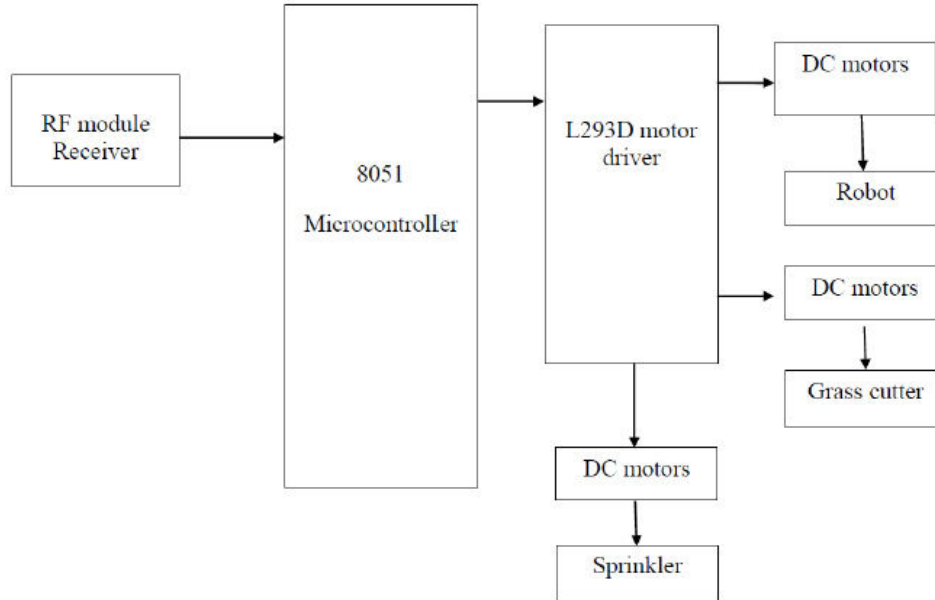 RF module
Receiver
8051
Microcontroller
L293D motor
driver
DC motors
Robot
DC motors
Grass cutter
DC motors
Sprinkler